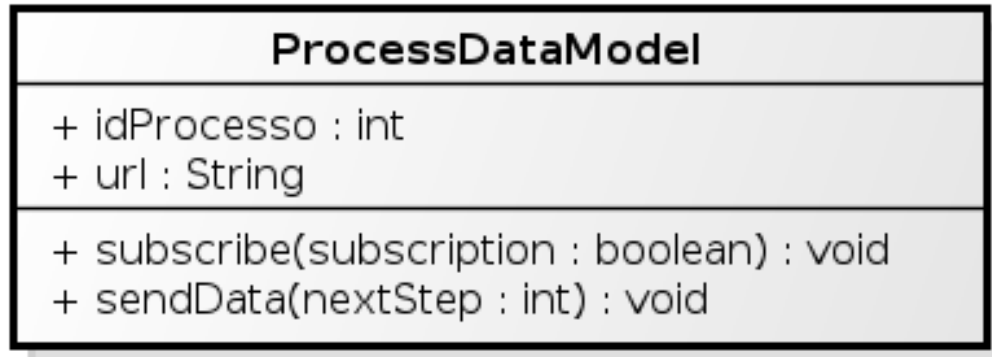 ProcessDataModel
+ idProcesso : int
+ url : String
+ subscribe(subscription : boolean) : void
+ sendData(nextStep : int) : void